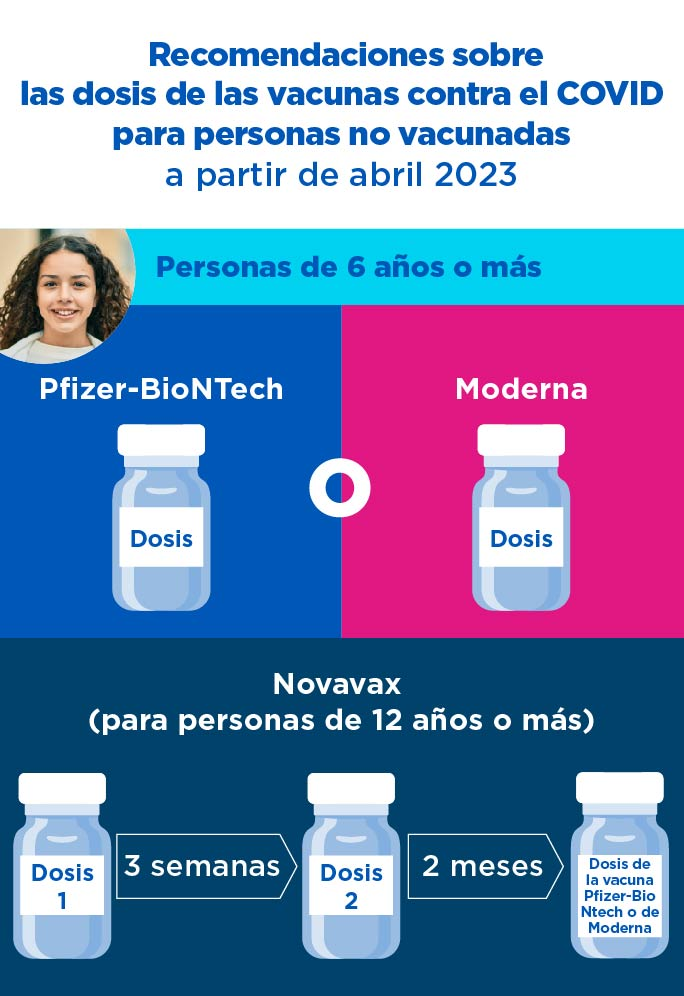 Recomendaciones sobre
las dosis de las vacunas contra el COVID
para personas no vacunadas
a partir de abril 2023
Personas de 6 años o más
Pfizer-BioNTech
Dosis
O
Moderna
Dosis
Novavax
(para personas de 12 años o más)
Dosis
1
3 semanas
Dosis
2
2 meses
Dosis de
la vacuna
Pfizer-Bio
Ntech o de
Moderna